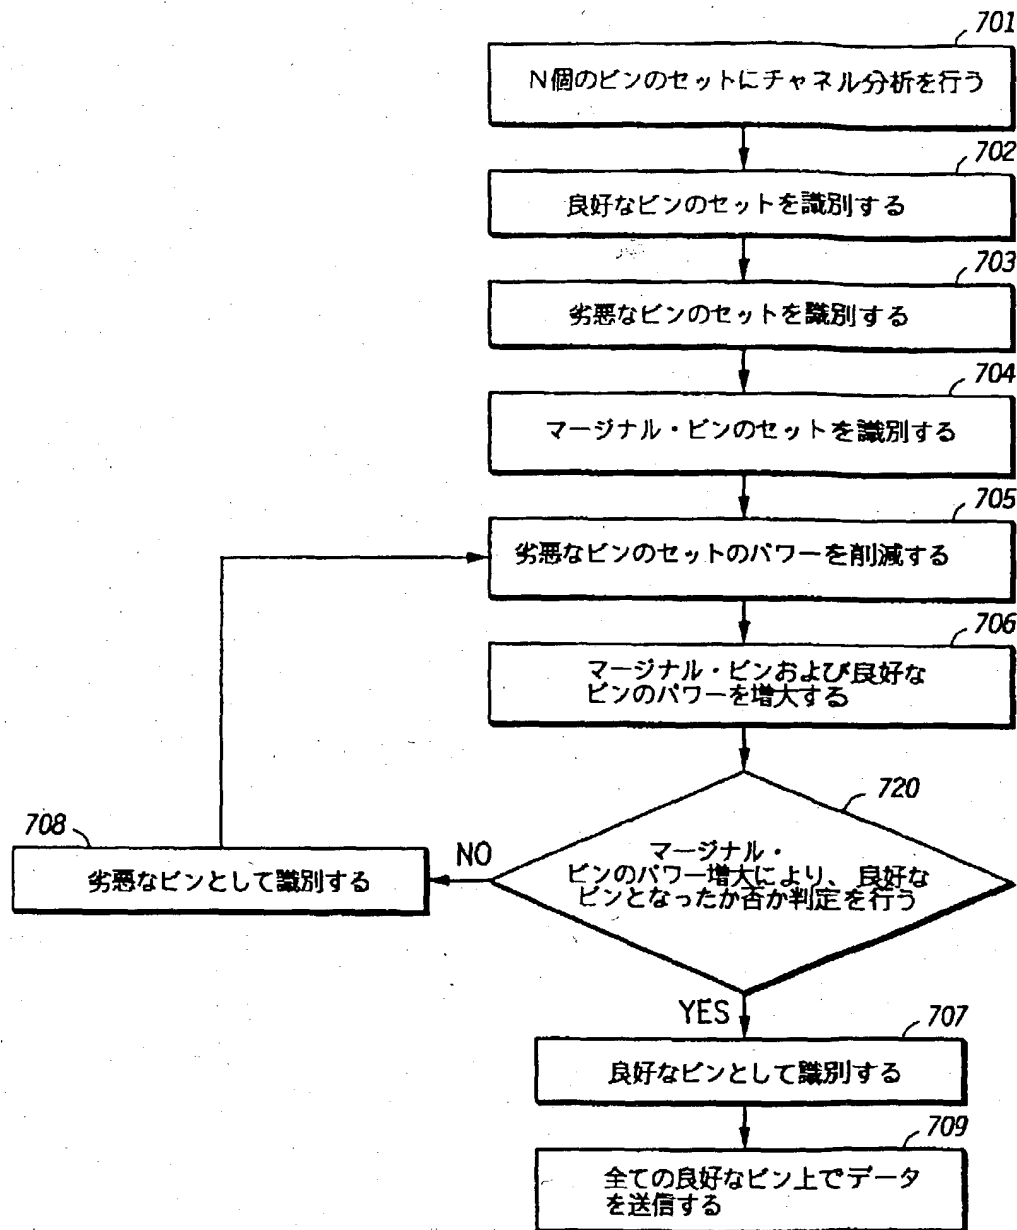 701
N個のビンのセットにチャネル分析を行う
702
良好なビンのセットを識別する
703
劣悪なビンのセットを識別する
704
マージナル・ビンのセットを識別する
705
劣悪なビンのセットのパワーを削減する
706
マージナル・ビンおよび良好な
ビンのパワーを増大する
720
マージナル・
ビンのパワー増大により、良好な
ビンとなったか否か判定を行う
NO
708
劣悪なビンとして識別する
YES
707
良好なビンとして識別する
709
全ての良好なビン上でデータ
を送信する